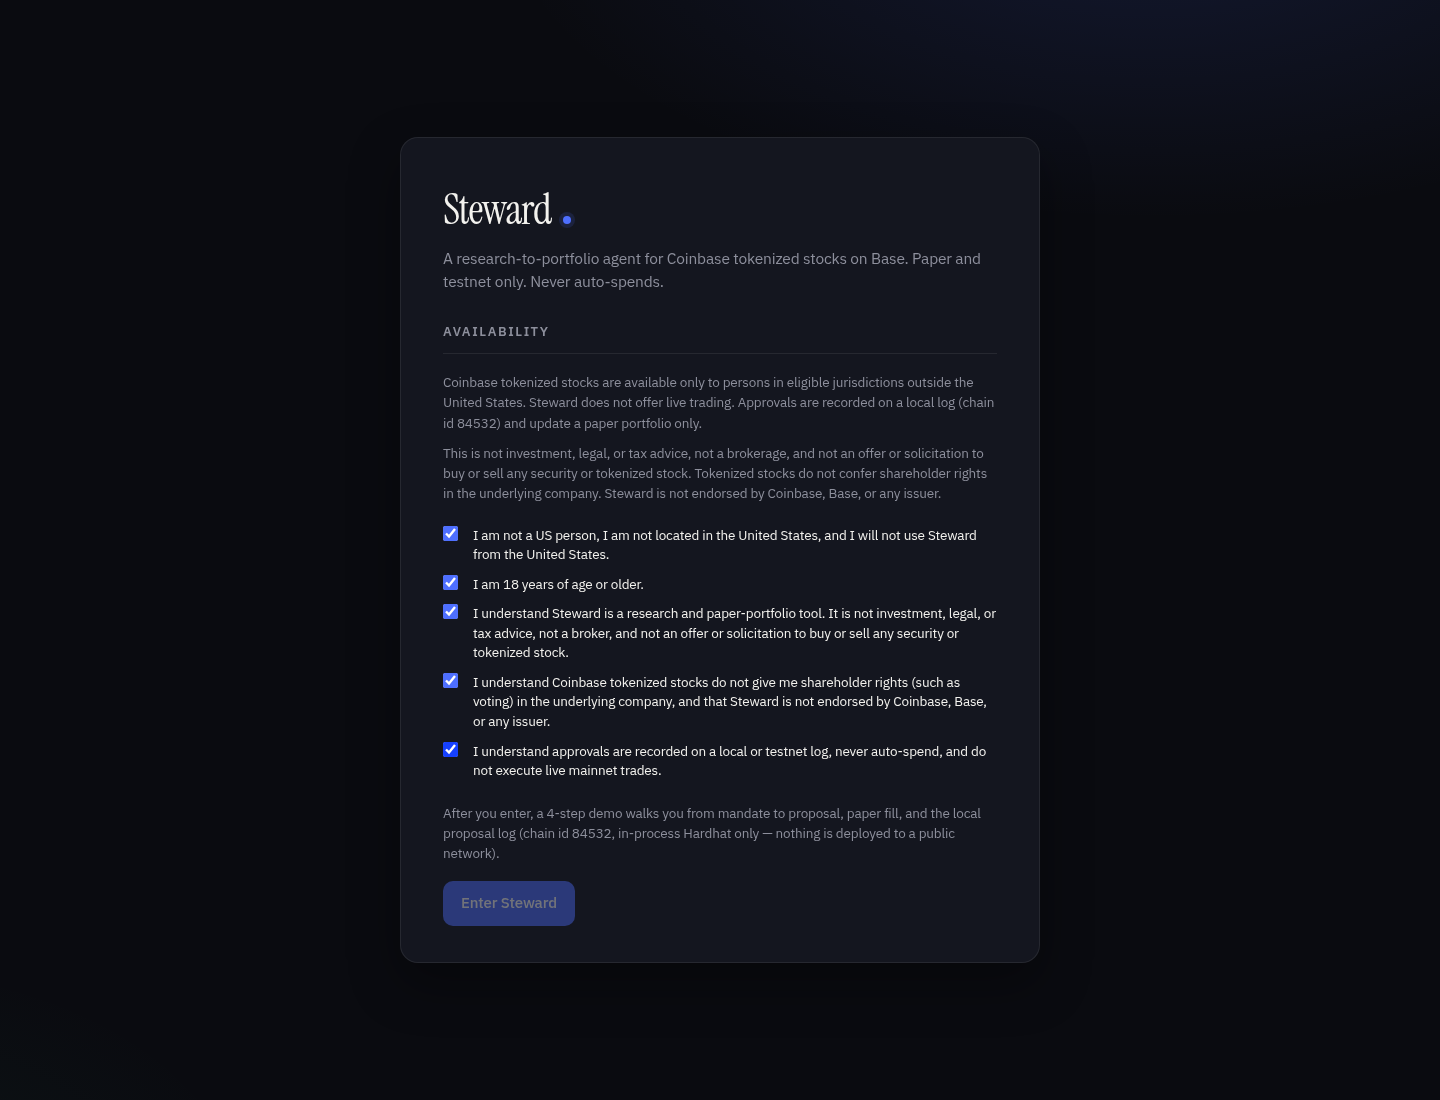 Steward
A research-to-portfolio agent for Coinbase tokenized stocks on Base. Paper and
testnet only. Never auto-spends.
AVAILABILITY
Coinbase tokenized stocks are available only to persons in eligible jurisdictions outside the
United States. Steward does not offer live trading. Approvals are recorded on a local log (chain
id 84532) and update a paper portfolio only.
This is not investment, legal, or tax advice, not a brokerage, and not an offer or solicitation to
buy or sell any security or tokenized stock. Tokenized stocks do not confer shareholder rights
in the underlying company. Steward is not endorsed by Coinbase, Base, or any issuer.
I am not a US person, I am not located in the United States, and I will not use Steward
from the United States.
I am 18 years of age or older.
I understand Steward is a research and paper-portfolio tool. It is not investment, legal, or
tax advice, not a broker, and not an offer or solicitation to buy or sell any security or
tokenized stock.
I understand Coinbase tokenized stocks do not give me shareholder rights (such as
voting) in the underlying company, and that Steward is not endorsed by Coinbase, Base,
or any issuer.
I understand approvals are recorded on a local or testnet log, never auto-spend, and do
not execute live mainnet trades.
After you enter, a 4-step demo walks you from mandate to proposal, paper fill, and the local
proposal log (chain id 84532, in-process Hardhat only — nothing is deployed to a public
network).
Enter Steward